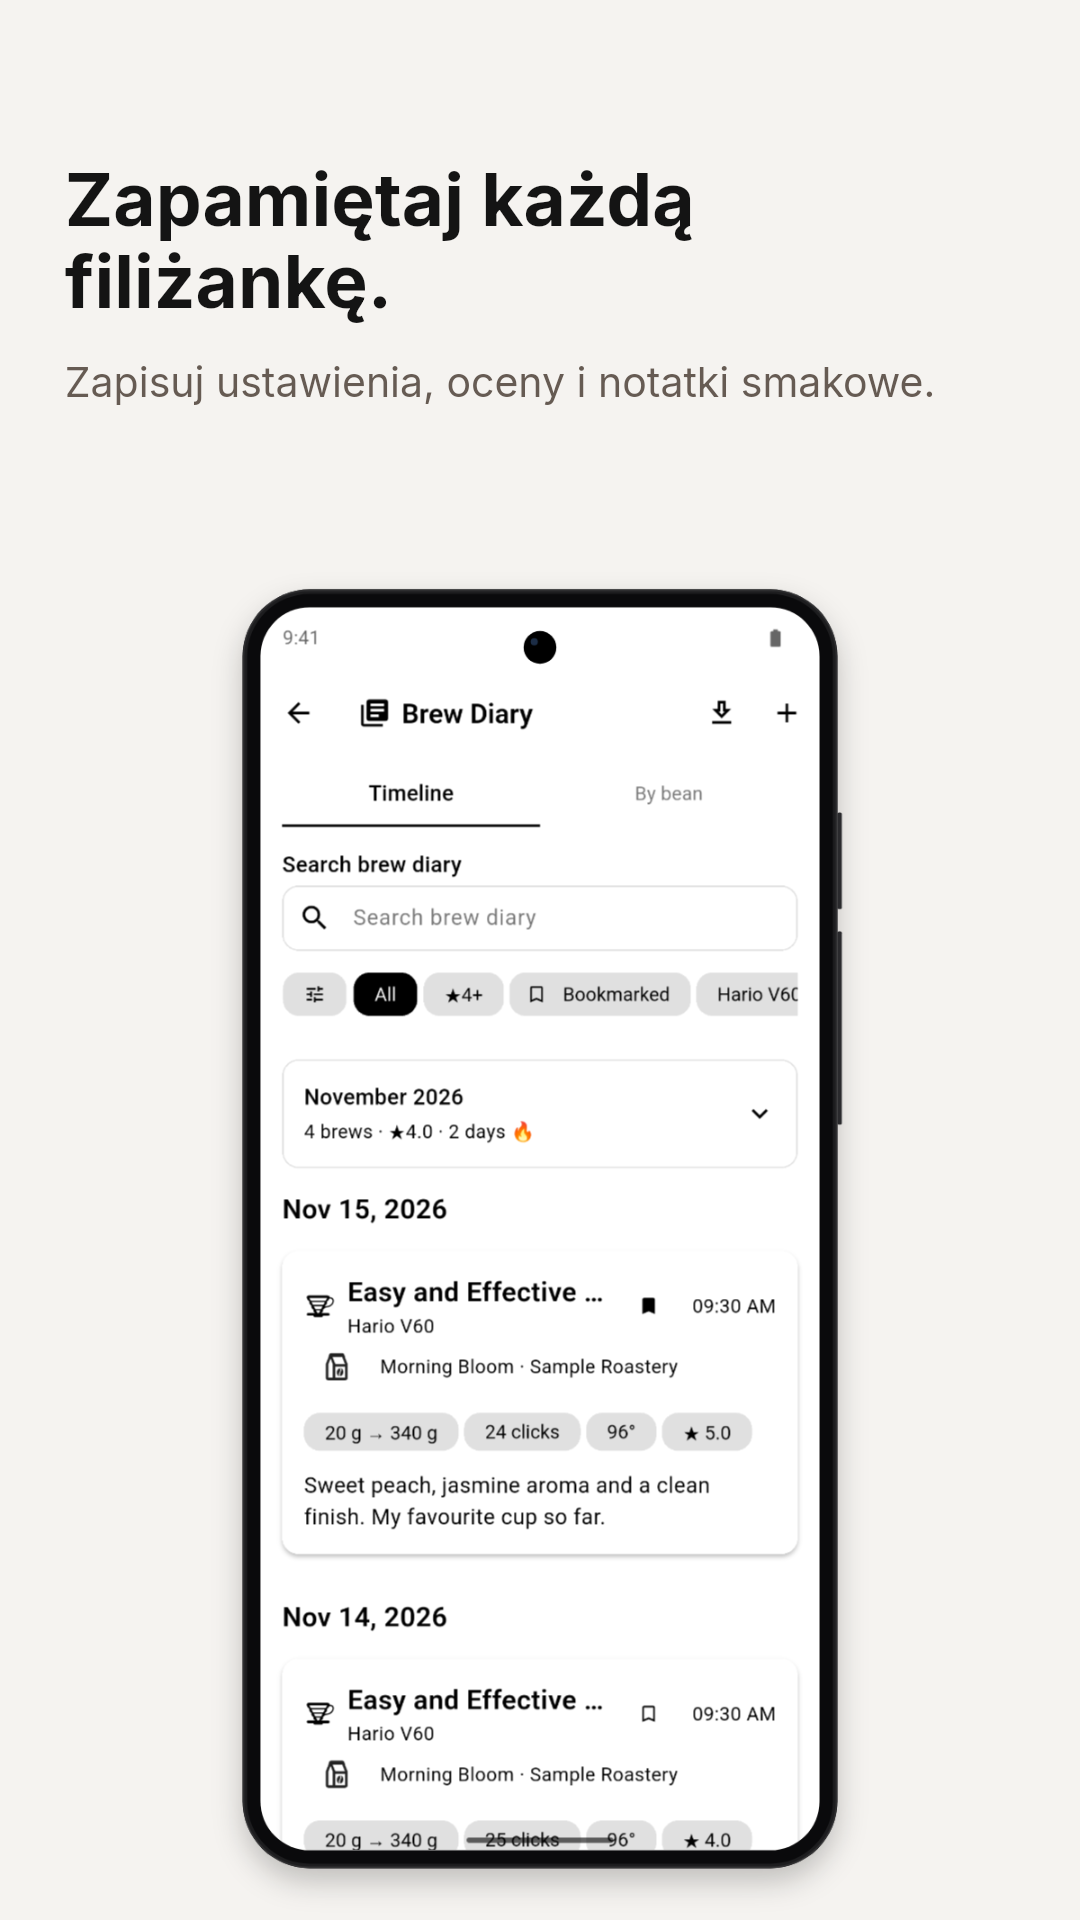 Zapamiętaj każdą
filiżankę.
Zapisuj ustawienia, oceny i notatki smakowe.
9:41
Brew Diary
Timeline
By bean
Search brew diary
Search brew diary
All
★4+
Bookmarked
Hario V60
November 2026
4 brews · ★4.0 · 2 days 🔥
Nov 15, 2026
Easy and Effective ...
09:30 AM
Hario V60
Morning Bloom · Sample Roastery
20 g → 340 g
24 clicks
96°
★ 5.0
Sweet peach, jasmine aroma and a clean
finish. My favourite cup so far.
Nov 14, 2026
Easy and Effective ...
09:30 AM
Hario V60
Morning Bloom · Sample Roastery
20 g → 340 g
25 clicks
96°
★ 4.0